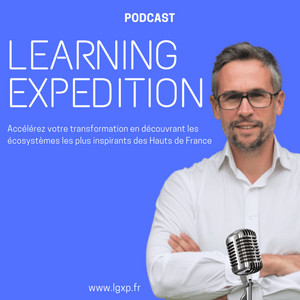 PODCAST
LEARNING
EXPEDITION
Accélérez votre transformation en découvrant les
écosystèmes les plus inspirants des Hauts de France
www.lgxp.fr